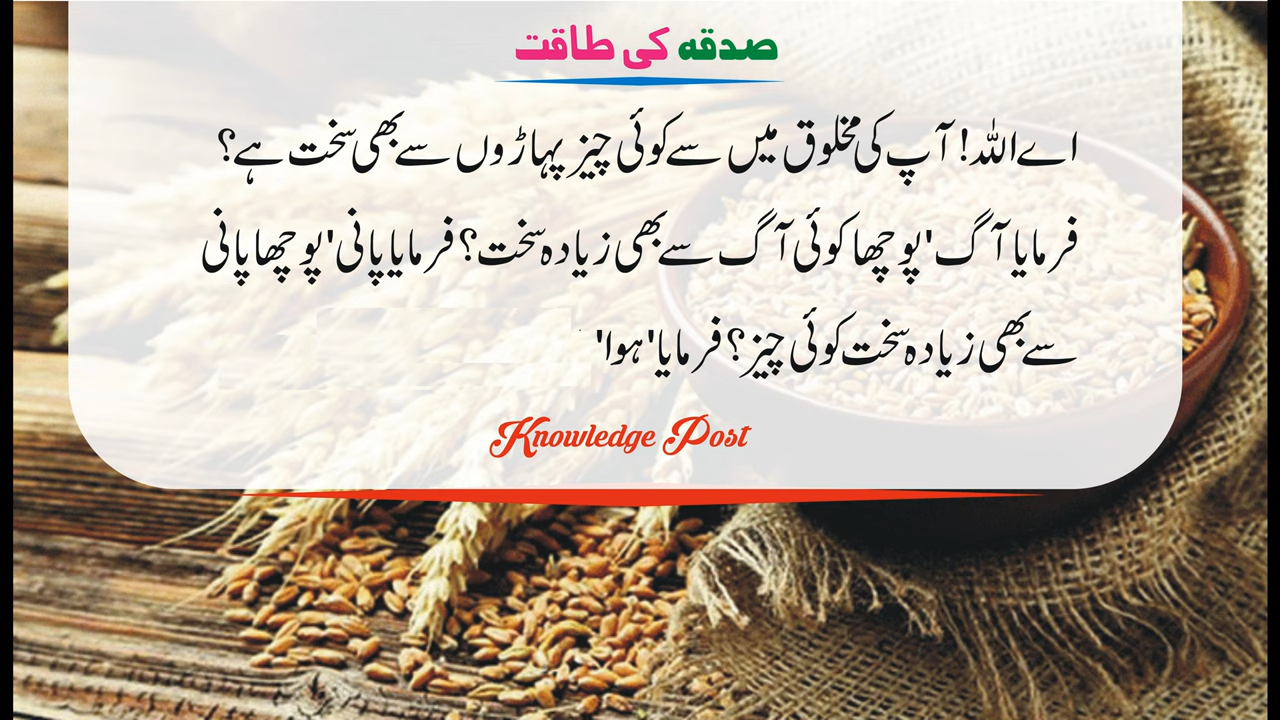 صدقہ کی طاقت
اے اللہ! آپ کی مخلوق میں سے کوئی چیز پہاڑوں سے بھی سخت ہے؟
فرمایا آگ' پوچھا کوئی آگ سے بھی زیادہ سخت؟ فرمایا پانی' پوچھا پانی
سے بھی زیادہ سخت کوئی چیز؟ فرمایا' ہوا'
Knowledge Post